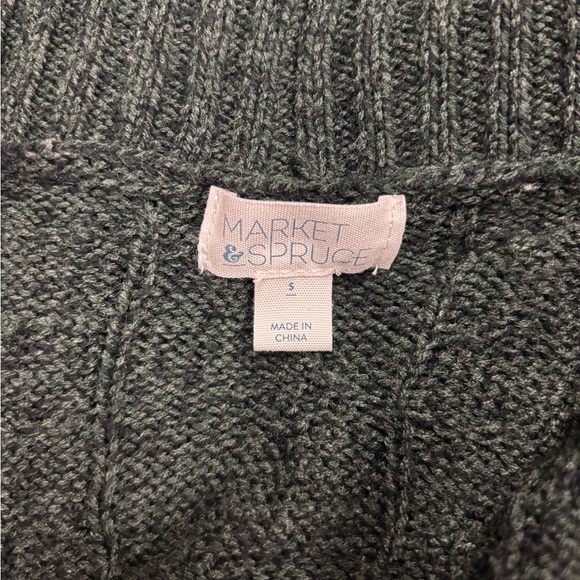 MARKET
& SPRUCE
S
MADE IN
CHINA